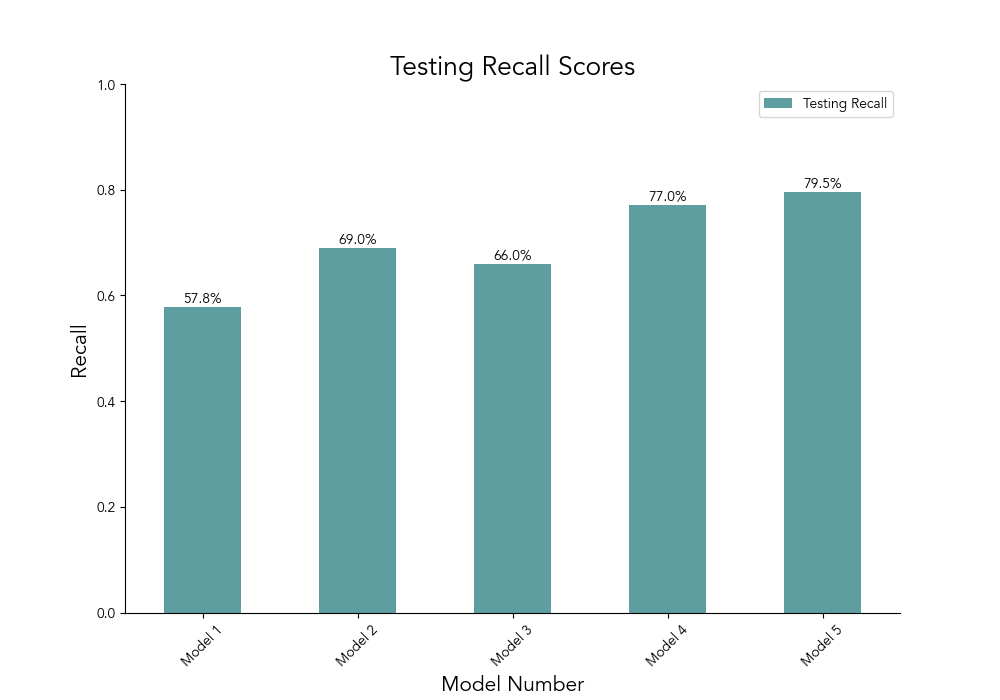 Testing Recall Scores
1.0
Testing Recall
0.8
79.5%
77.0%
69.0%
66.0%
0.6
57.8%
Recall
0.4
0.2
0.0
Model 1
Model 2
Model 3
Model 4
Model 5
Model Number